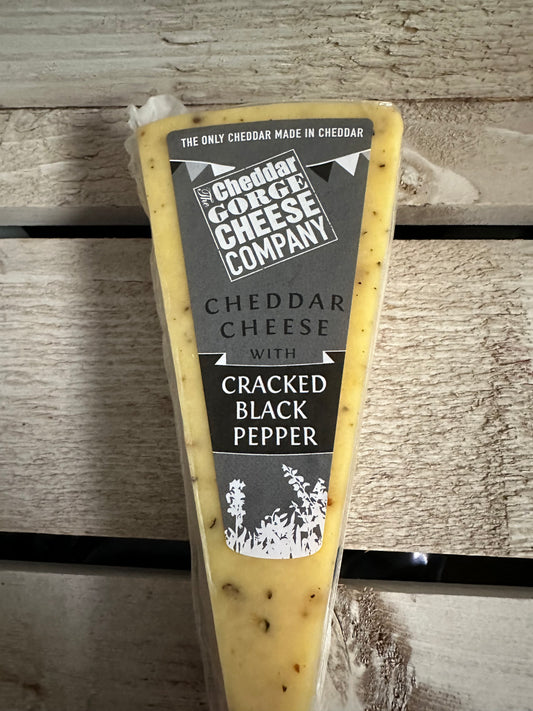 THE ONLY CHEDDAR MADE IN CHEDDAR
The Cheddar
GORGE
CHEESE
COMPANY
CHEDDAR
CHEESE
WITH
CRACKED
BLACK
PEPPER